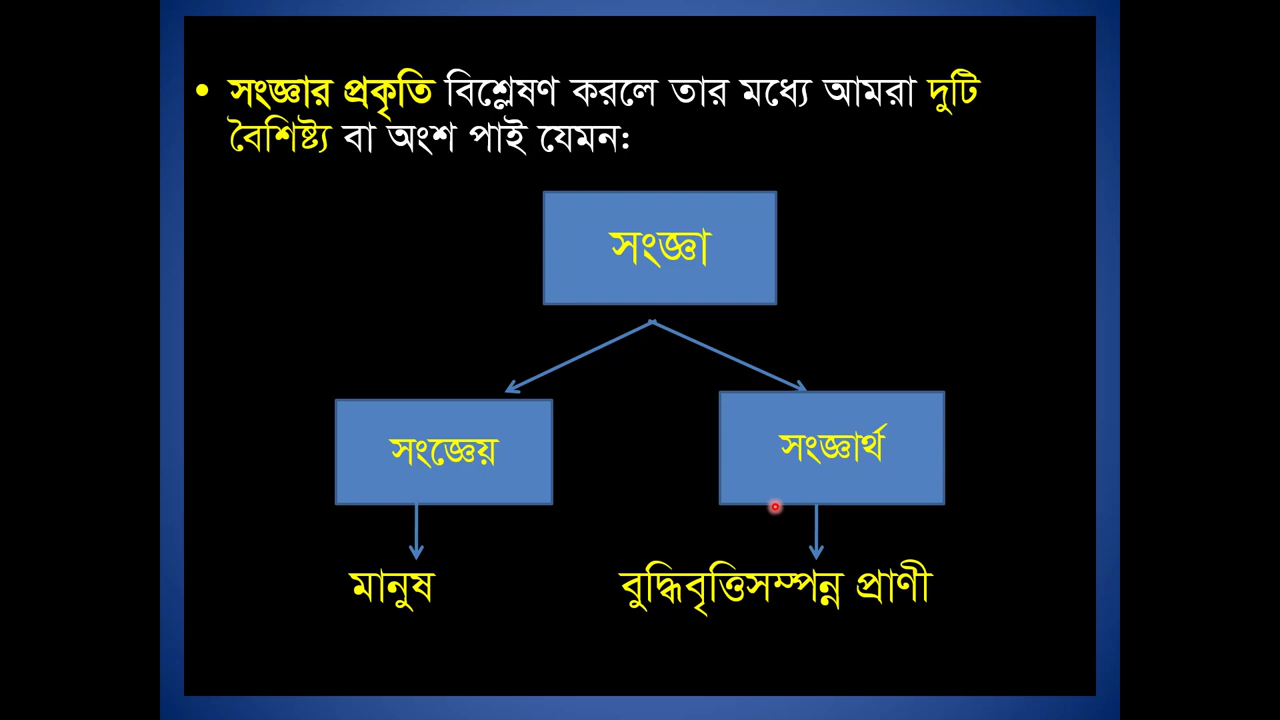 • সংজ্ঞার প্রকৃতি বিশ্লেষণ করলে তার মধ্যে আমরা দুটি
বৈশিষ্ট্য বা অংশ পাই যেমন:
সংজ্ঞা
সংজ্ঞেয়
সংজ্ঞার্থ
মানুষ
বুদ্ধিবৃত্তিসম্পন্ন প্রাণী